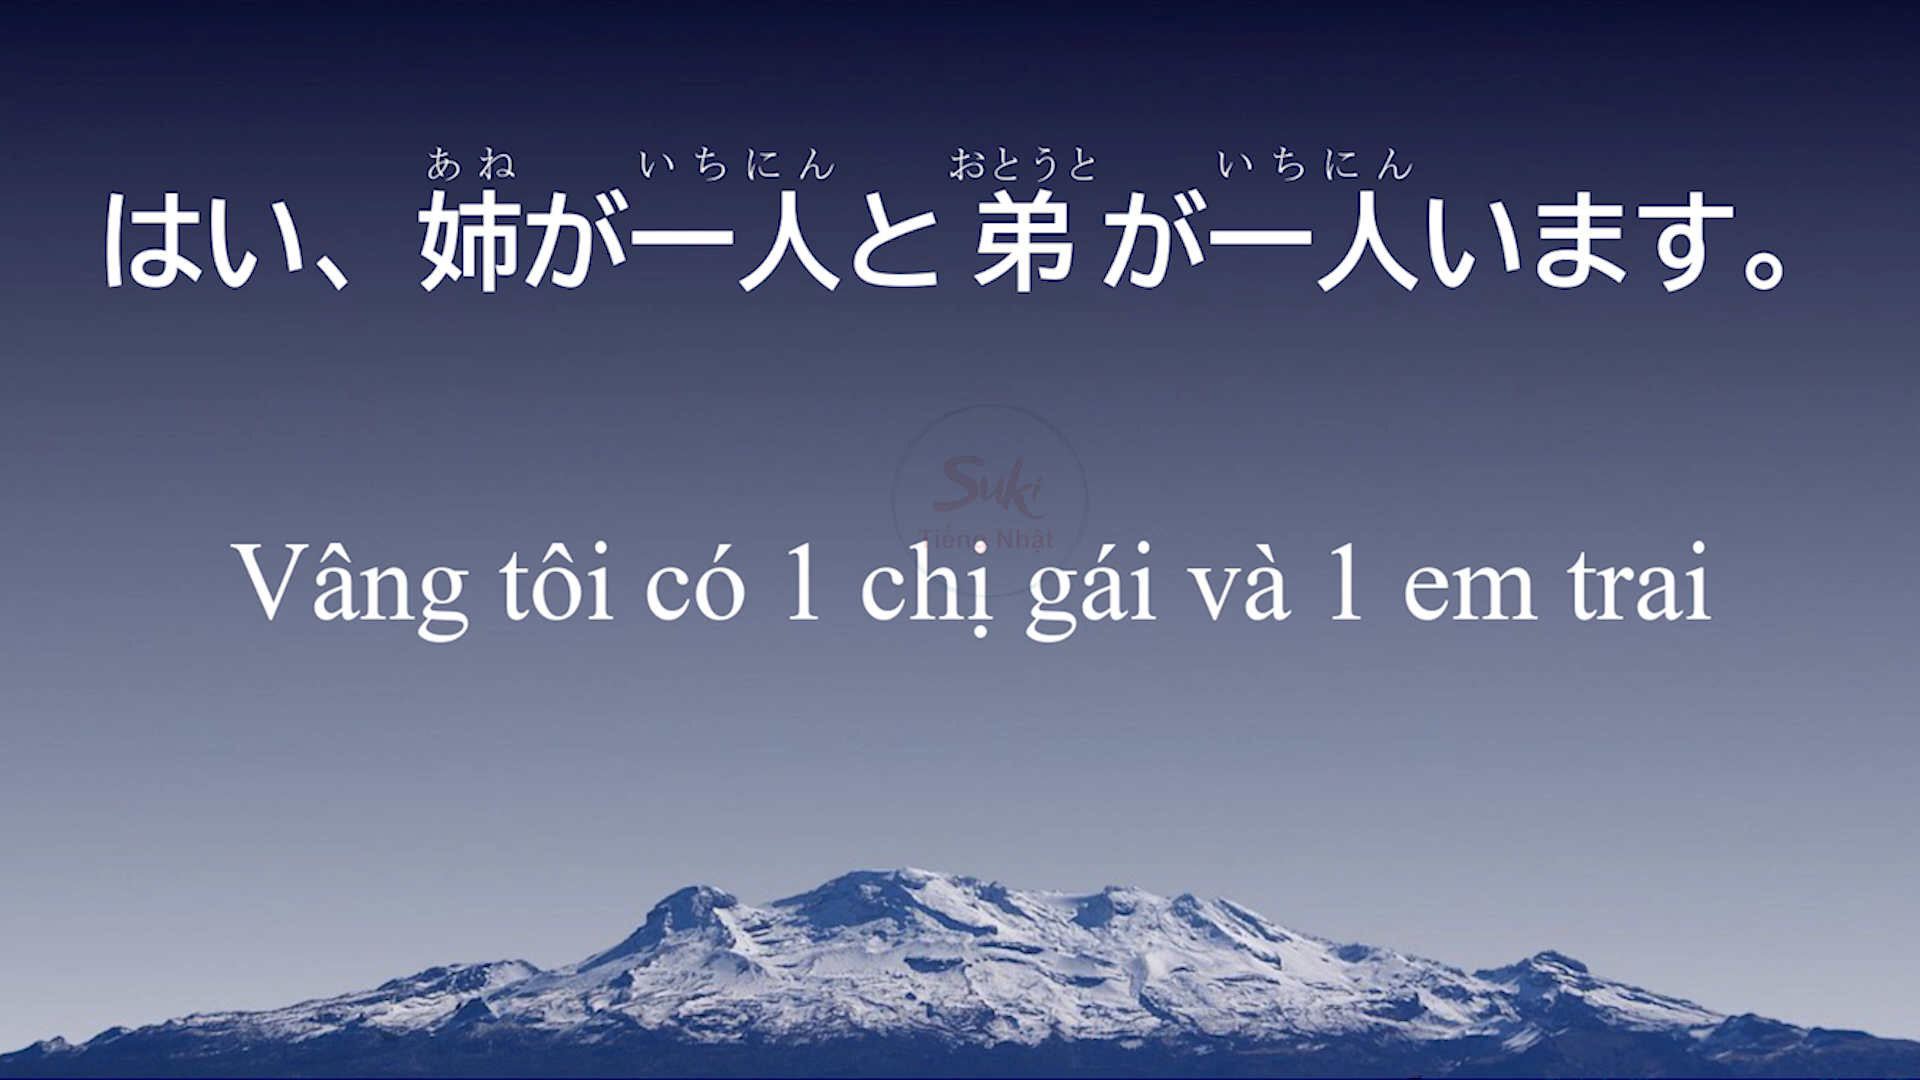 あね いちにん おとうと いちにん
はい、姉が一人と弟が一人います。
Suki
Tiếng Nhật
Vâng tôi có 1 chị gái và 1 em trai